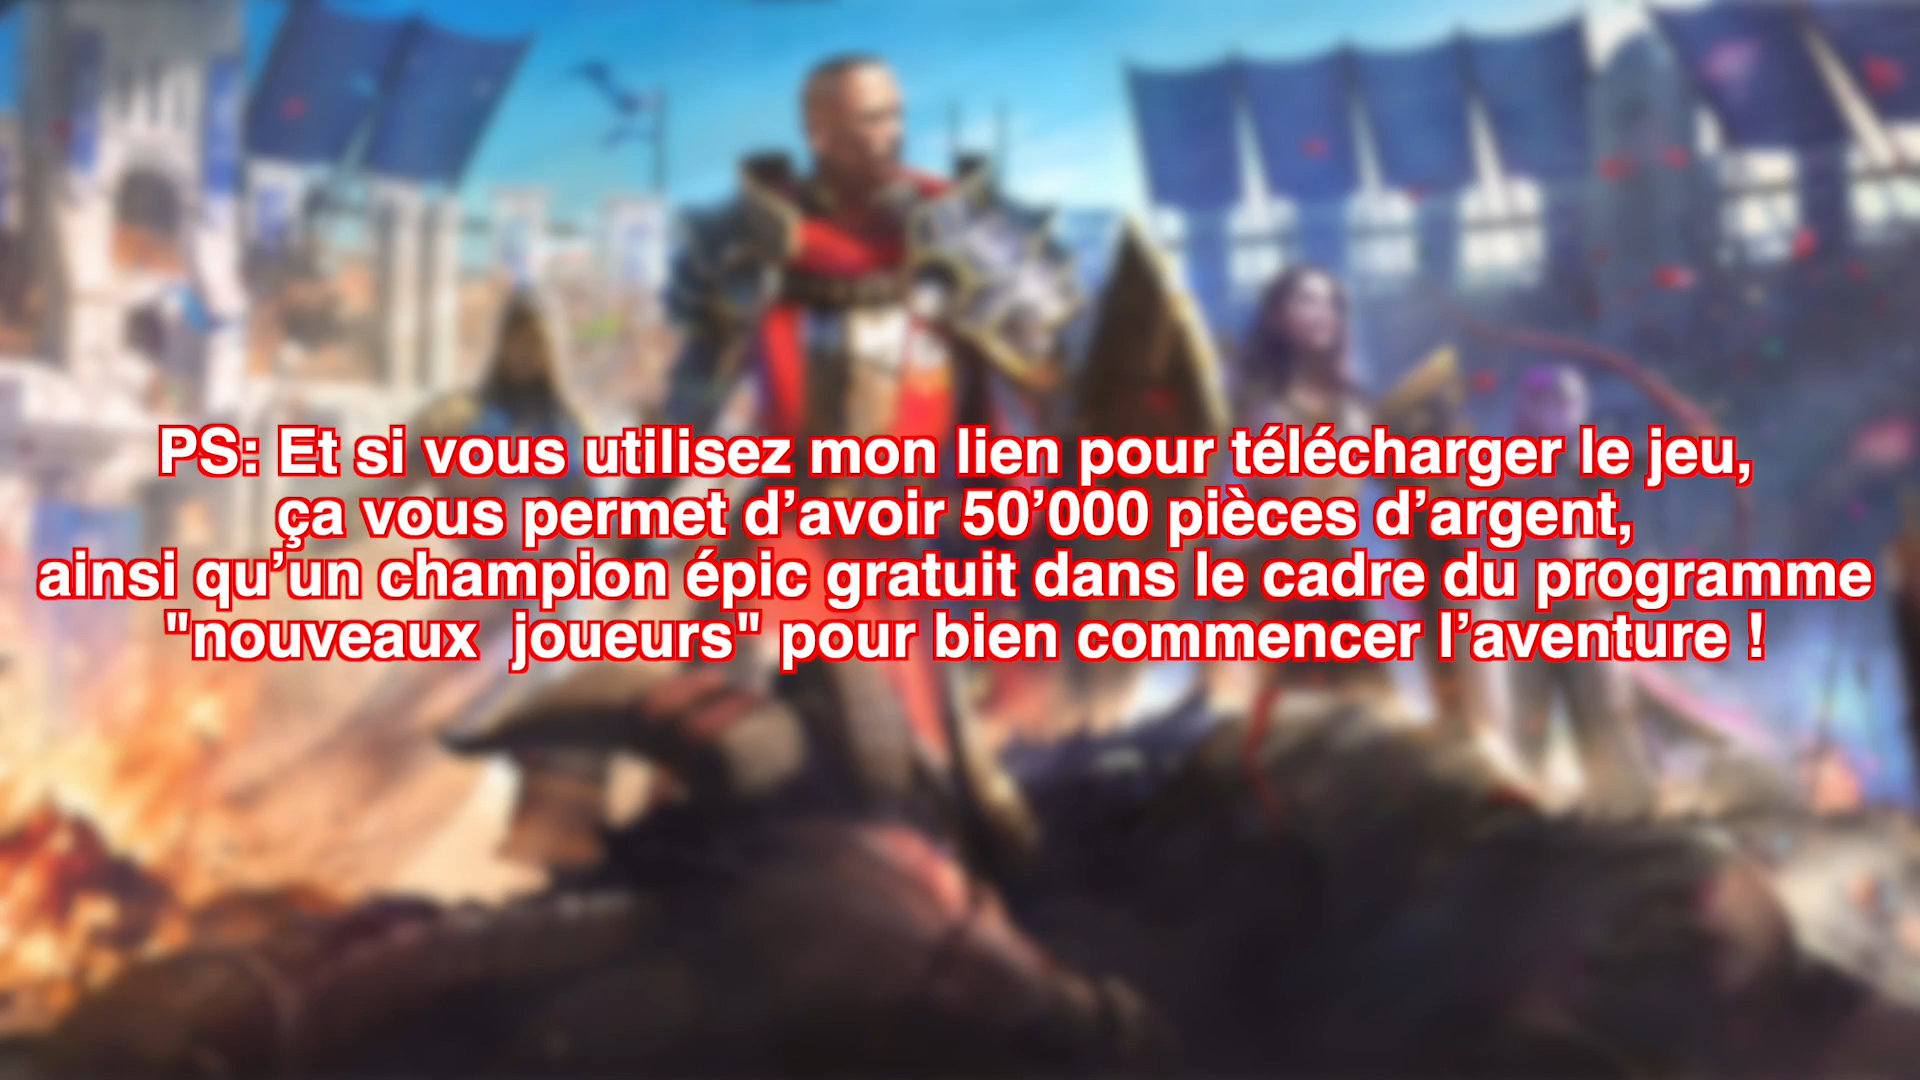 PS: Et si vous utilisez mon lien pour télécharger le jeu,
ça vous permet d’avoir 50’000 pièces d’argent,
ainsi qu’un champion épic gratuit dans le cadre du programme
"nouveaux  joueurs" pour bien commencer l’aventure !